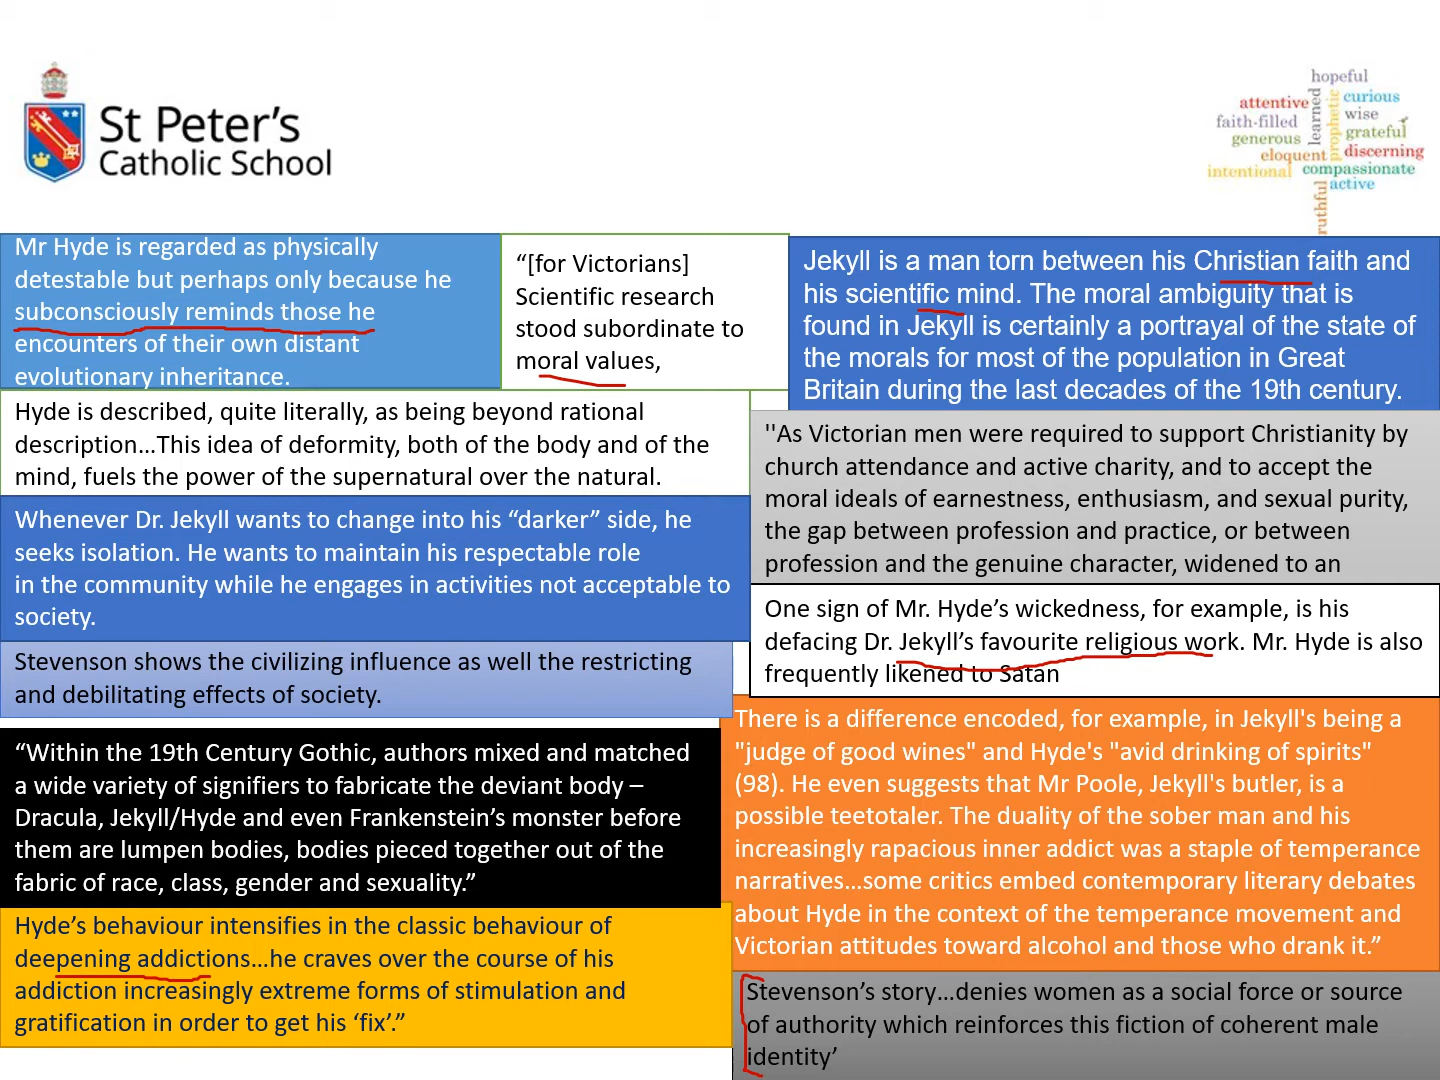 St Peter's
Catholic School
hopeful
attentive
curious
faith-filled
learned
prophetic
wise
generous
grateful
eloquent
discerning
intentional
compassionate
active
ruthful
Mr Hyde is regarded as physically
detestable but perhaps only because he
subconsciously reminds those he
encounters of their own distant
evolutionary inheritance.
“[for Victorians]
Scientific research
stood subordinate to
moral values,
Jekyll is a man torn between his Christian faith and
his scientific mind. The moral ambiguity that is
found in Jekyll is certainly a portrayal of the state of
the morals for most of the population in Great
Britain during the last decades of the 19th century.
Hyde is described, quite literally, as being beyond rational
description…This idea of deformity, both of the body and of the
mind, fuels the power of the supernatural over the natural.
''As Victorian men were required to support Christianity by
church attendance and active charity, and to accept the
moral ideals of earnestness, enthusiasm, and sexual purity,
the gap between profession and practice, or between
profession and the genuine character, widened to an
Whenever Dr. Jekyll wants to change into his “darker” side, he
seeks isolation. He wants to maintain his respectable role
in the community while he engages in activities not acceptable to
society.
One sign of Mr. Hyde’s wickedness, for example, is his
defacing Dr. Jekyll’s favourite religious work. Mr. Hyde is also
frequently likened to Satan
Stevenson shows the civilizing influence as well the restricting
and debilitating effects of society.
There is a difference encoded, for example, in Jekyll's being a
"judge of good wines" and Hyde's "avid drinking of spirits"
(98). He even suggests that Mr Poole, Jekyll's butler, is a
possible teetotaler. The duality of the sober man and his
increasingly rapacious inner addict was a staple of temperance
narratives…some critics embed contemporary literary debates
about Hyde in the context of the temperance movement and
Victorian attitudes toward alcohol and those who drank it.”
“Within the 19th Century Gothic, authors mixed and matched
a wide variety of signifiers to fabricate the deviant body –
Dracula, Jekyll/Hyde and even Frankenstein’s monster before
them are lumpen bodies, bodies pieced together out of the
fabric of race, class, gender and sexuality.”
Hyde’s behaviour intensifies in the classic behaviour of
deepening addictions…he craves over the course of his
addiction increasingly extreme forms of stimulation and
gratification in order to get his ‘fix’.”
Stevenson’s story…denies women as a social force or source
of authority which reinforces this fiction of coherent male
identity’